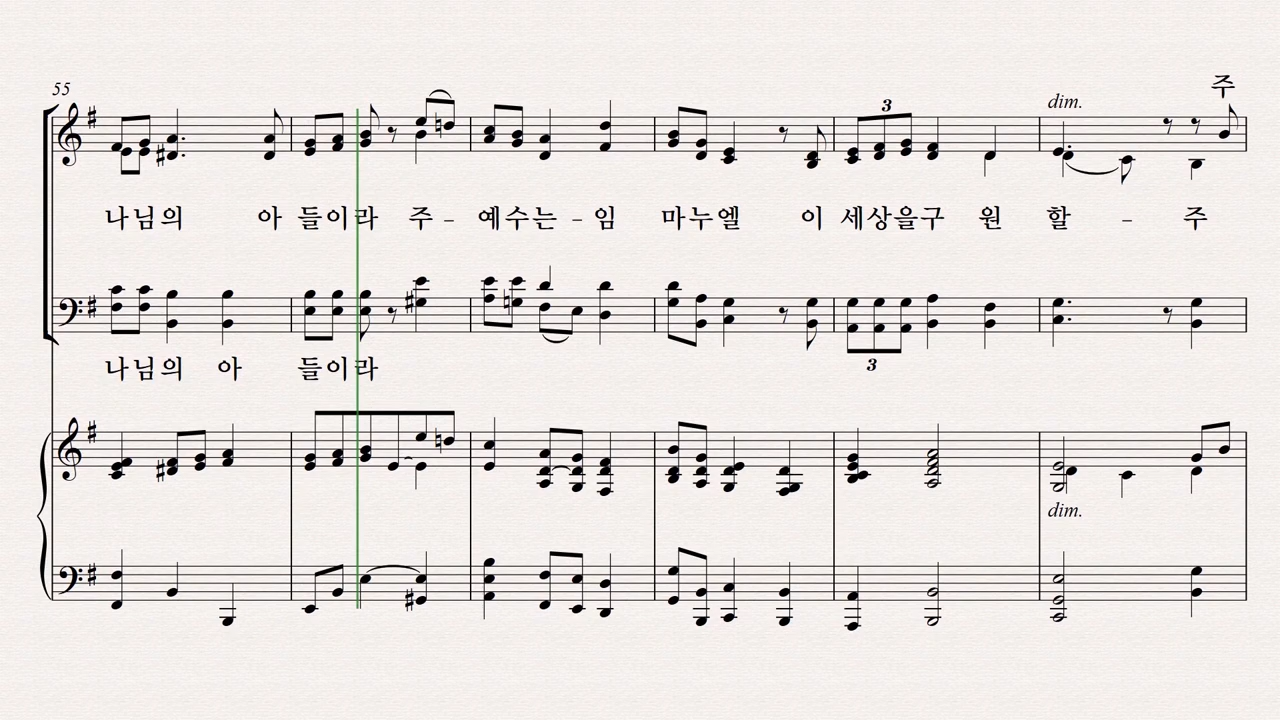 55
dim.
주
3
나님의 아들이라 주 – 예수는 – 임마누엘 이 세상을구원 할 – 주
3
나님의 아 들이라
dim.